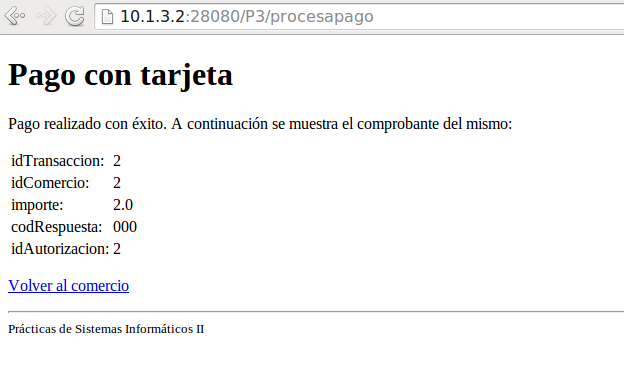 10.1.3.2:28080/P3/procesapago
Pago con tarjeta
Pago realizado con éxito. A continuación se muestra el comprobante del mismo:
idTransaccion: 2
idComercio: 2
importe: 2.0
codRespuesta: 000
idAutorizacion: 2
Volver al comercio
Prácticas de Sistemas Informáticos II